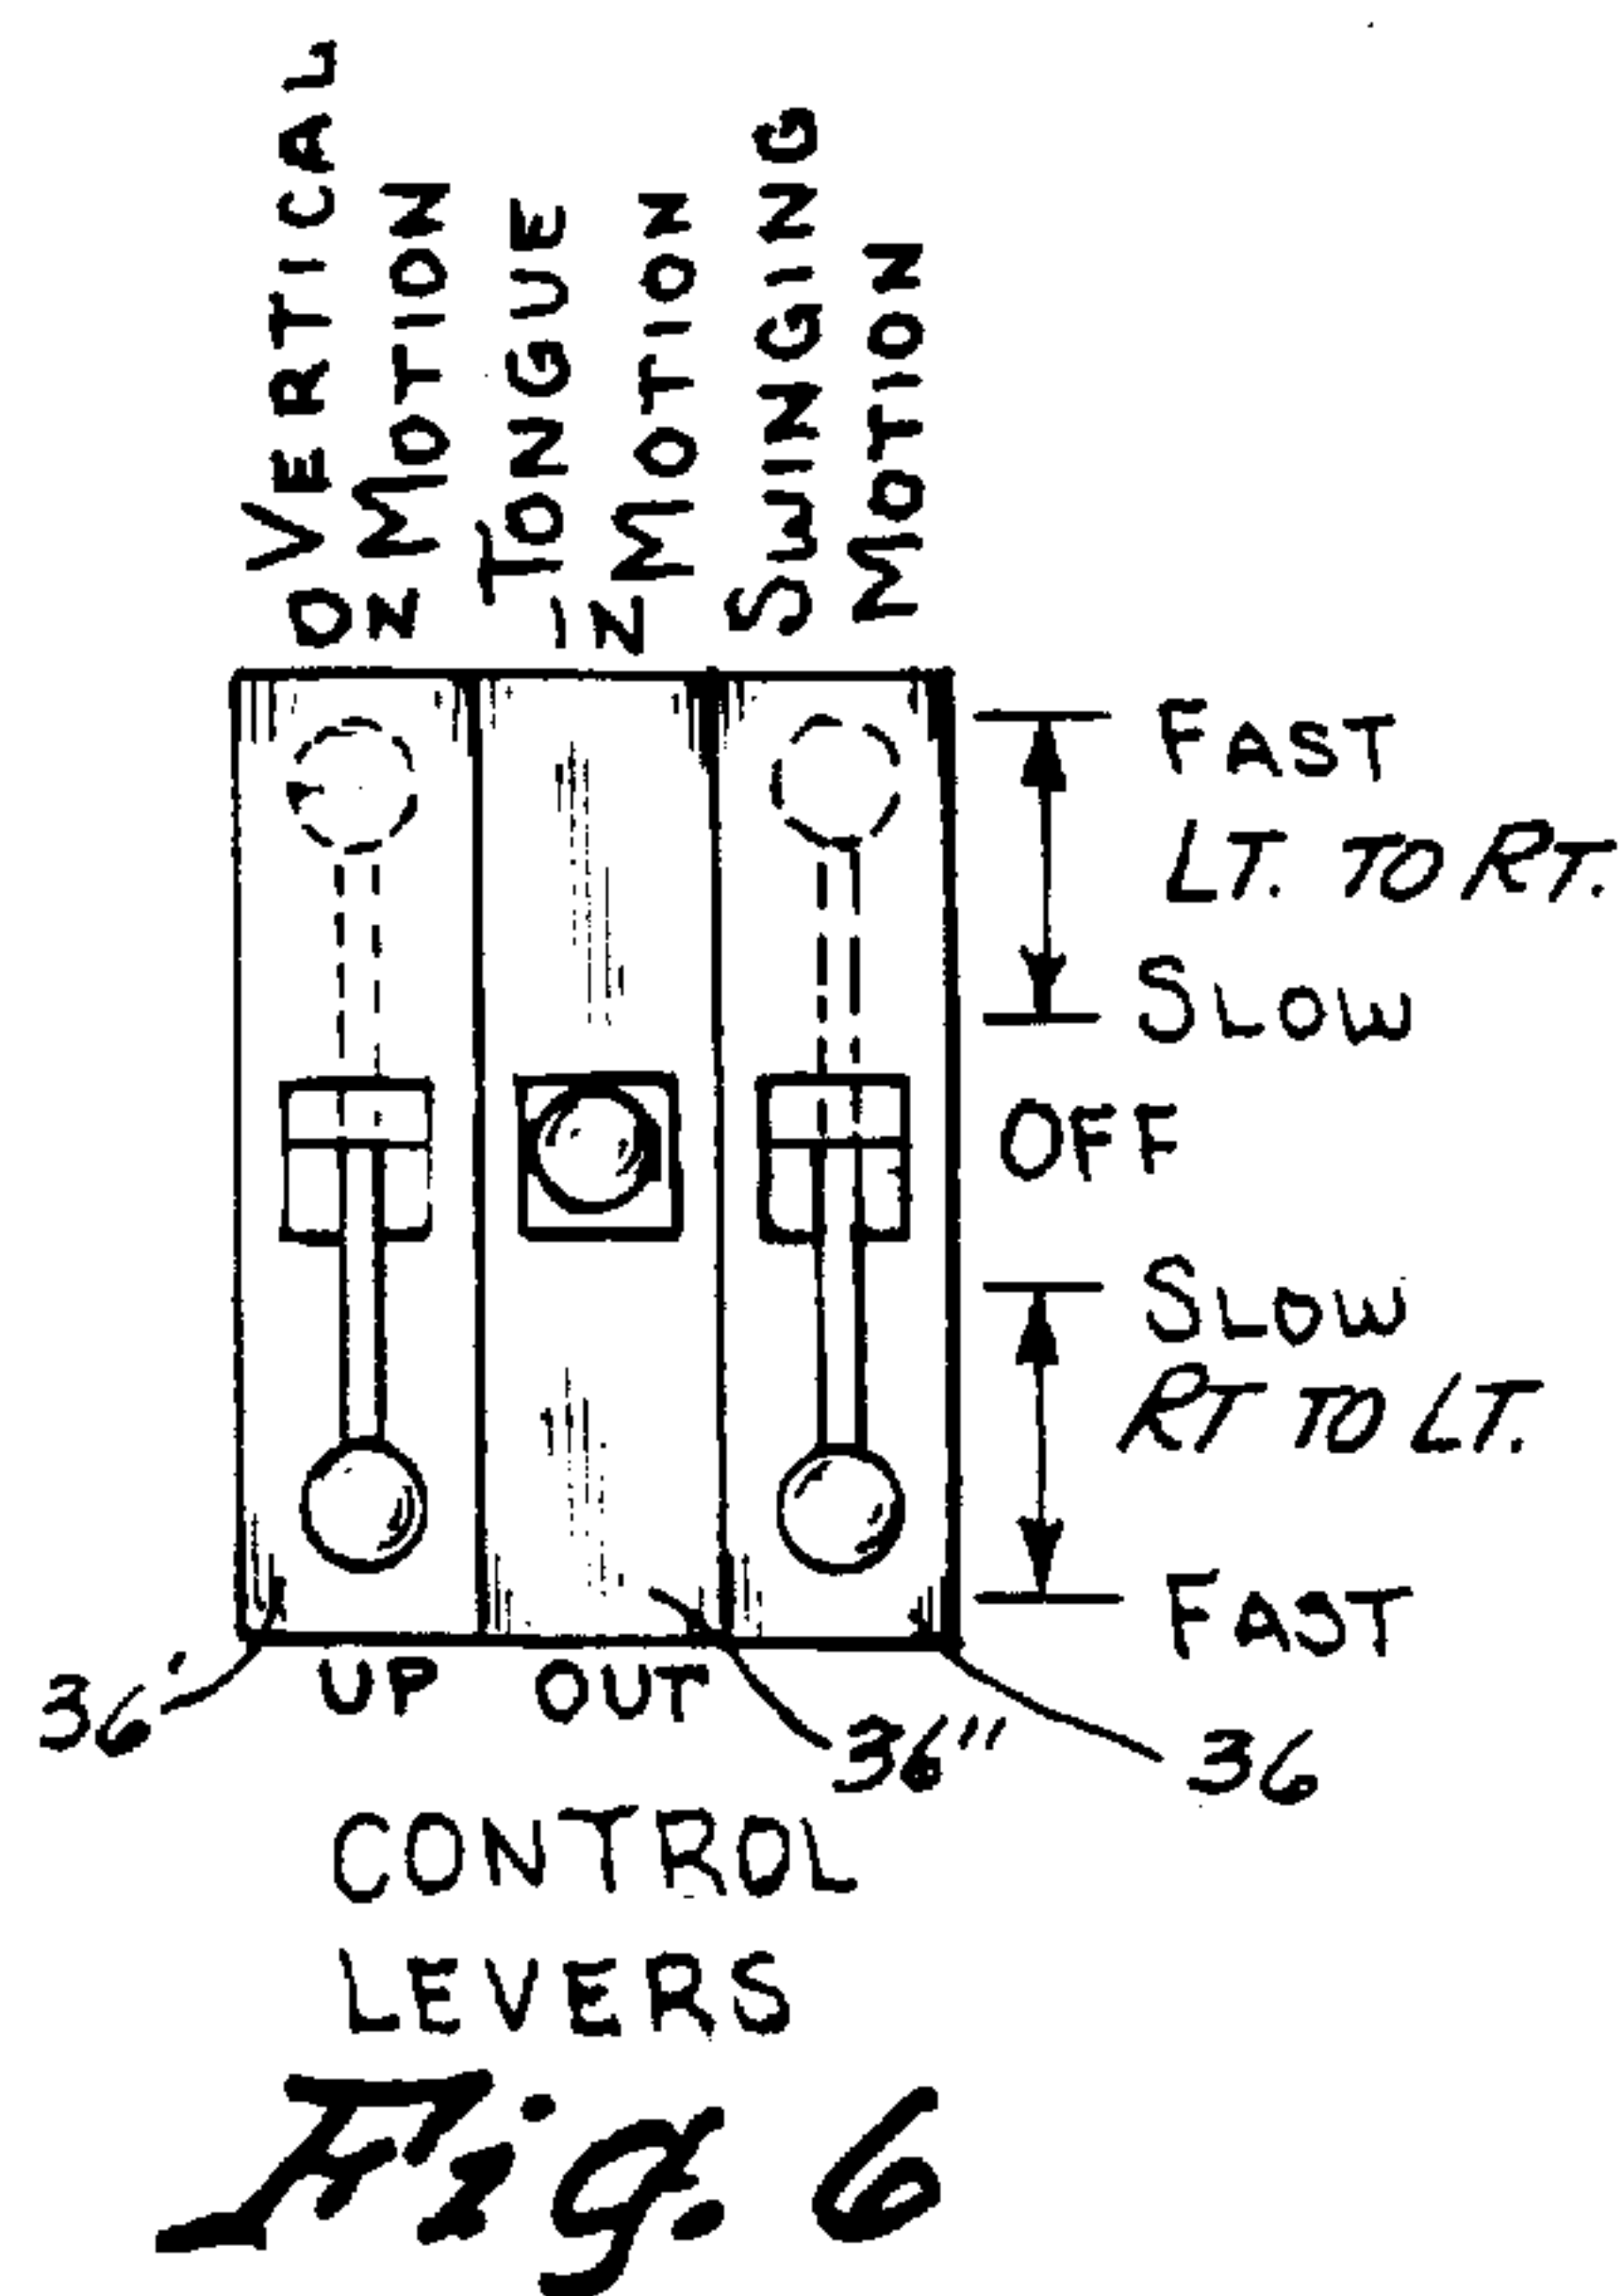 VERTICAL
MOTION
TONGUE
MOTION
SWINGING
MOTION
DN
IN
FAST
LT. TO RT.
SLOW
OFF
SLOW
RT TO LT.
FAST
UP
OUT
36'
36"
36
CONTROL
LEVERS
Fig. 6